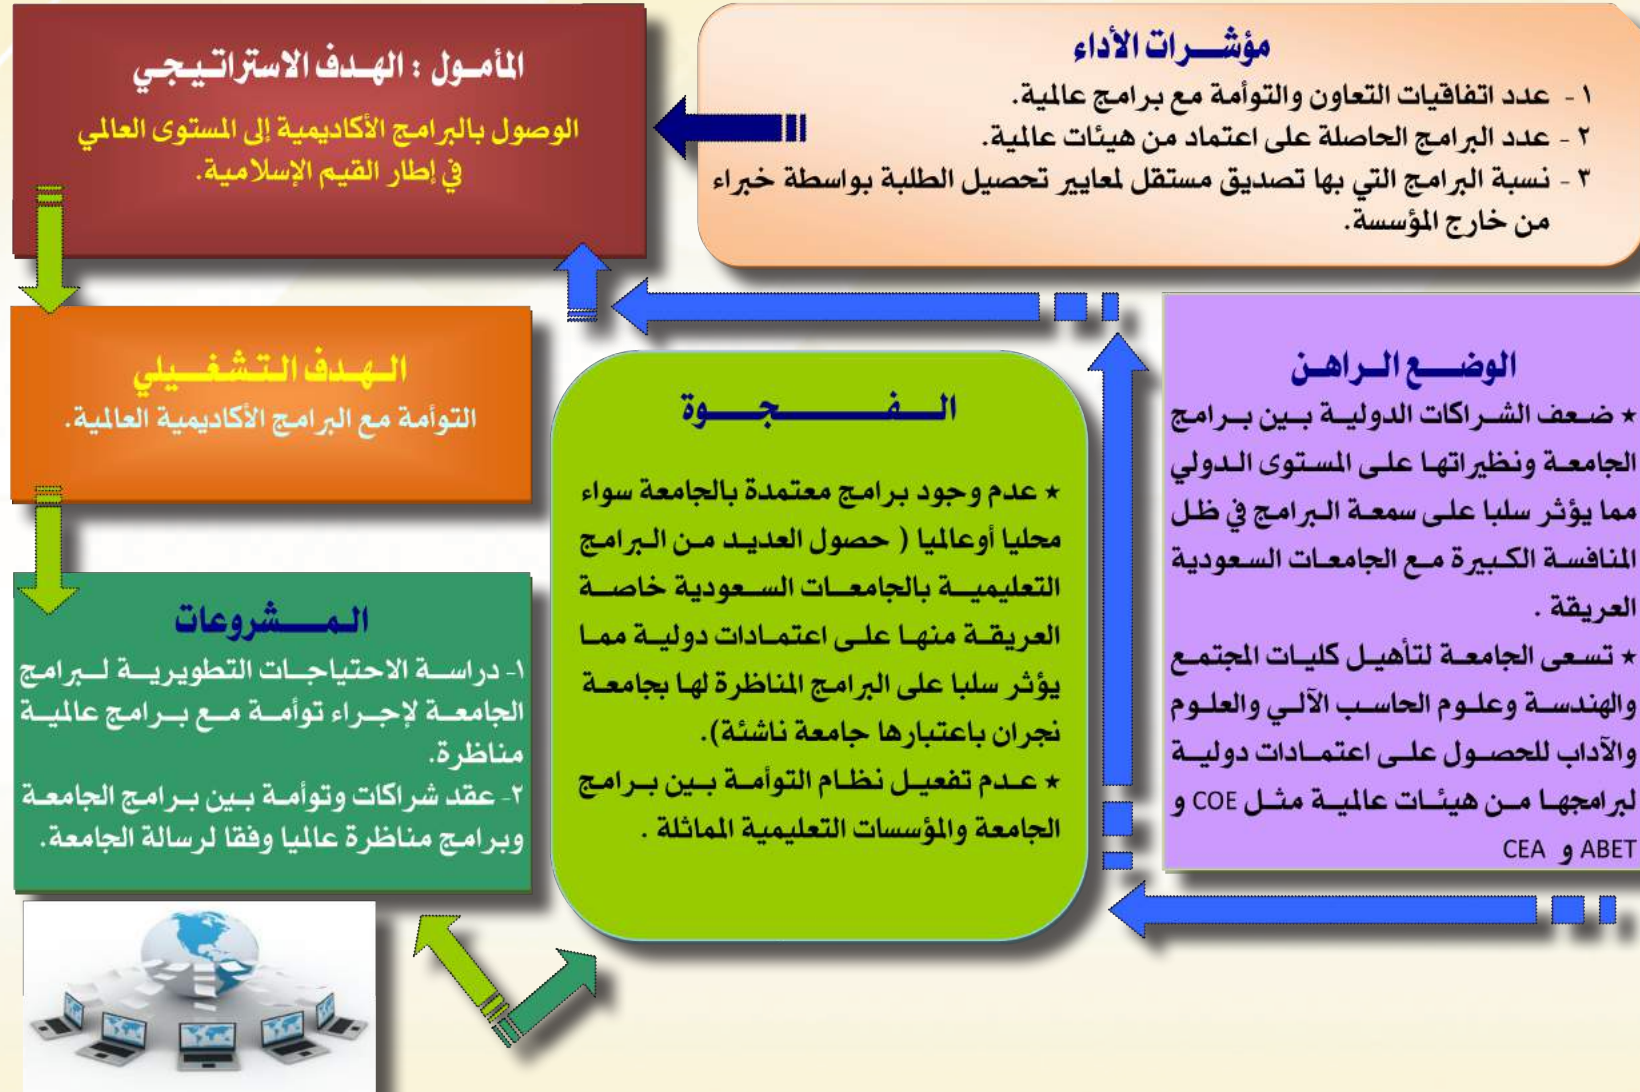 مؤشرات الأداء
١ - عدد اتفاقيات التعاون والتوأمة مع برامج عالمية.
٢ - عدد البرامج الحاصلة على اعتماد من هيئات عالمية.
٣ - نسبة البرامج التي بها تصديق مستقل لمعايير تحصيل الطلبة بواسطة خبراء
من خارج المؤسسة.
المأمول : الهدف الاستراتيجي
الوصول بالبرامج الأكاديمية إلى المستوى العالمي
في إطار القيم الإسلامية.
الوضع الراهن
* ضعف الشراكات الدولية بين برامج
الجامعة ونظيراتها على المستوى الدولي
مما يؤثر سلبا على سمعة البرامج في ظل
المنافسة الكبيرة مع الجامعات السعودية
العريقة .
* تسعى الجامعة لتأهيل كليات المجتمع
والهندسة وعلوم الحاسب الآلي والعلوم
والآداب للحصول على اعتمادات دولية
لبرامجها من هيئات عالمية مثل COE و
ABET و CEA
الفجوة
* عدم وجود برامج معتمدة بالجامعة سواء
محليا أوعالميا ( حصول العديد من البرامج
التعليمية بالجامعات السعودية خاصة
العريقة منها على اعتمادات دولية مما
يؤثر سلبا على البرامج المناظرة لها بجامعة
نجران باعتبارها جامعة ناشئة).
* عدم تفعيل نظام التوأمة بين برامج
الجامعة والمؤسسات التعليمية المماثلة .
الهدف التشغيلي
التوأمة مع البرامج الأكاديمية العالمية.
المشروعات
١- دراسة الاحتياجات التطويرية لبرامج
الجامعة لإجراء توأمة مع برامج عالمية
مناظرة.
٢- عقد شراكات وتوأمة بين برامج الجامعة
وبرامج مناظرة عالميا وفقا لرسالة الجامعة.